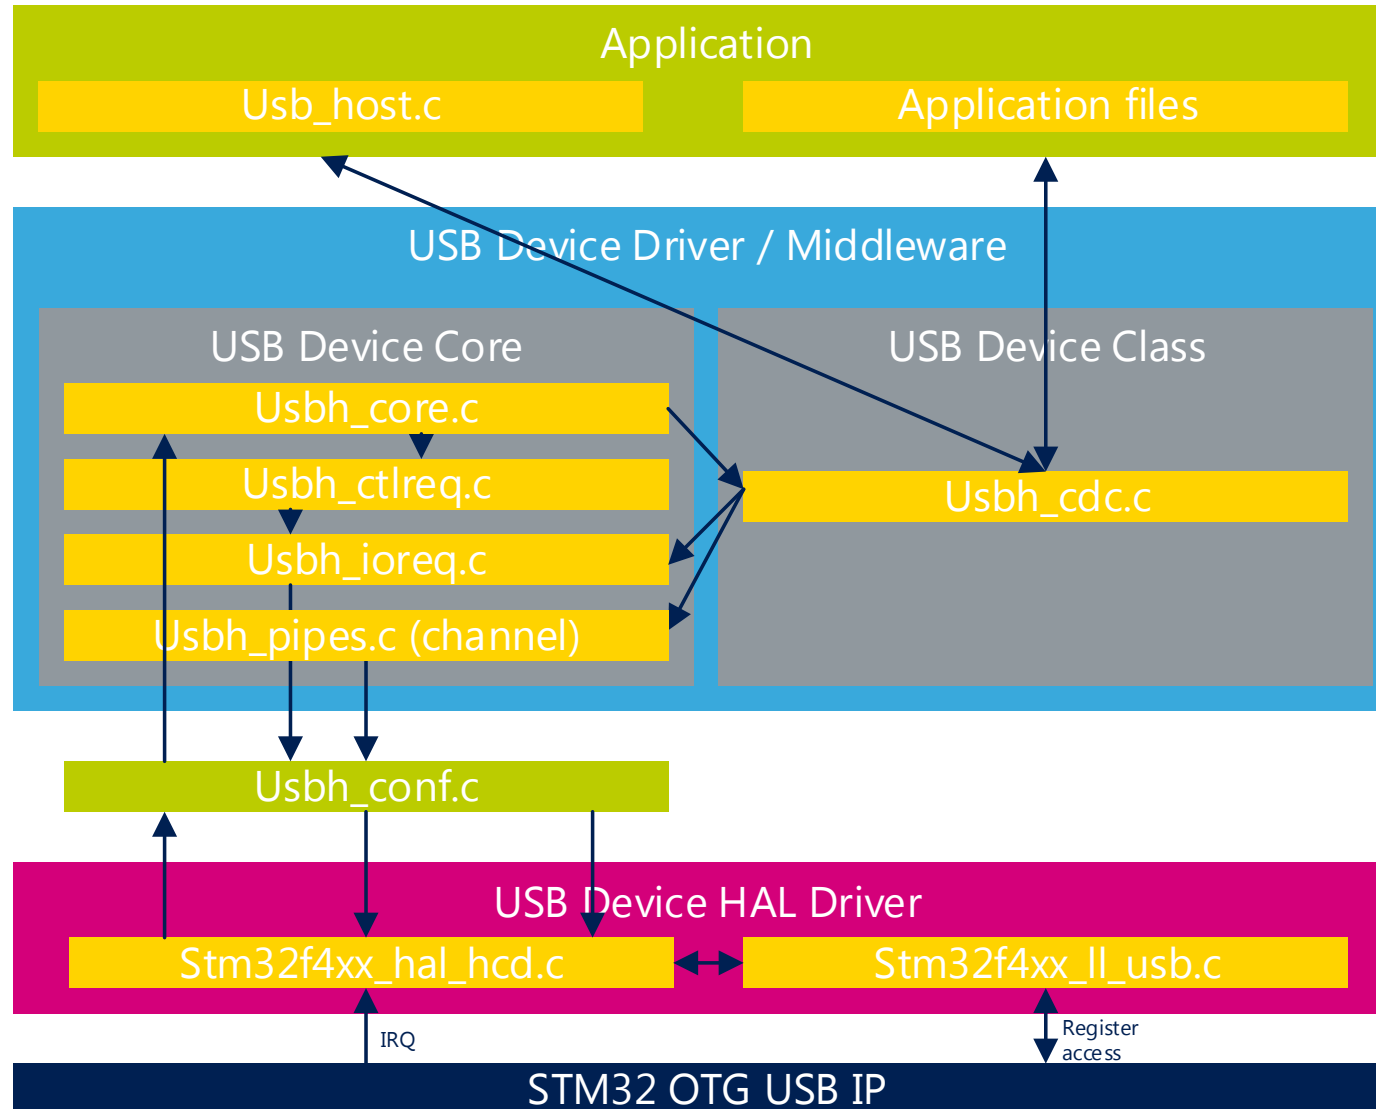 Application
Usb_host.c
Application files
USB Device Driver / Middleware
USB Device Core
USB Device Class
Usbh_core.c
Usbh_ctlreq.c
Usbh_cdc.c
Usbh_ioreq.c
Usbh_pipes.c (channel)
Usbh_conf.c
USB Device HAL Driver
Stm32f4xx_hal_hcd.c
Stm32f4xx_ll_usb.c
IRQ
Register
access
STM32 OTG USB IP